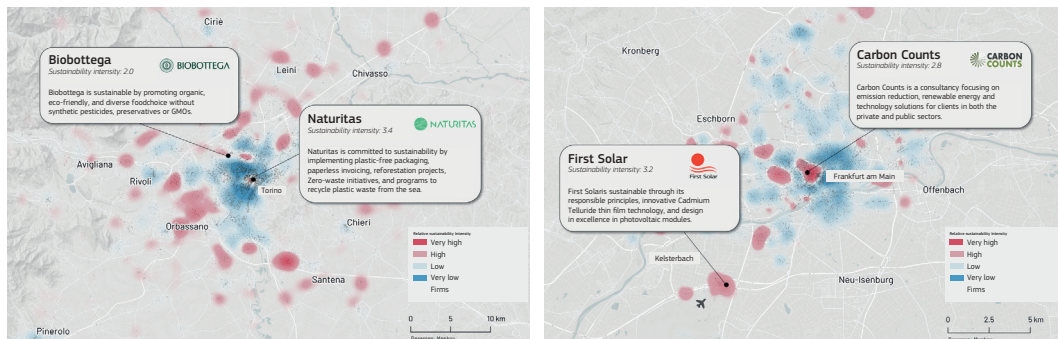 Ciriè
Biobottega
Sustainability intensity: 2.0
BIOBOTTEGA
Biobottega is sustainable by promoting organic,
eco-friendly, and diverse foodchoice without
synthetic pesticides, preservatives or GMOs.
Leinì
Chivasso
Naturitas
Sustainability intensity: 3.4
NATURITAS
Naturitas is committed to sustainability by
implementing plastic-free packaging,
paperless invoicing, reforestation projects,
Zero-waste initiatives, and programs to
recycle plastic waste from the sea.
Avigliana
Rivoli
Torino
Orbassano
Chieri
Santena
Pinerolo
Relative sustainability intensity
Very high
High
Low
Very low
Firms
0 5 10 km
Kronberg
Carbon Counts
Sustainability intensity: 2.8
CARBON
COUNTS
Carbon Counts is a consultancy focusing on
emission reduction, renewable energy and
technology solutions for clients in both the
private and public sectors.
Eschborn
First Solar
Sustainability intensity: 3.2
First Solar
First Solaris sustainable through its
responsible principles, innovative Cadmium
Telluride thin film technology, and design
in excellence in photovoltaic modules.
Frankfurt am Main
Offenbach
Kelsterbach
Neu-Isenburg
Relative sustainability intensity
Very high
High
Low
Very low
Firms
0 2.5 5 km